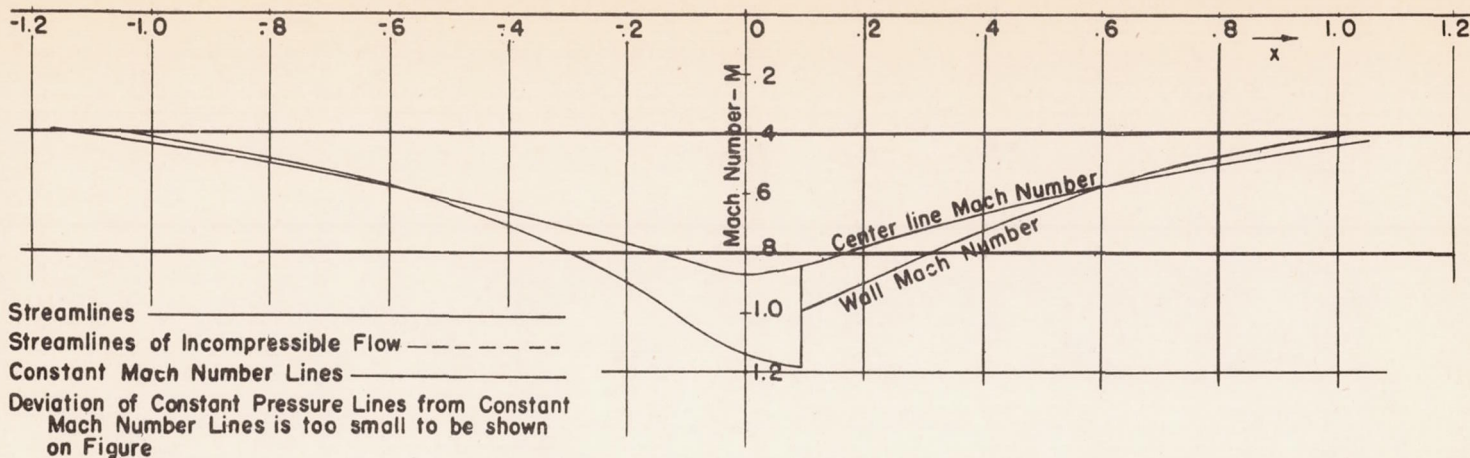 -1.2 -1.0 -.8 -.6 -.4 -.2 0 .2 .4 .6 .8 1.0 1.2
x
Mach Number - M
.2
.4
.6
.8
1.0
1.2
Center line Mach Number
Wall Mach Number
Streamlines
Streamlines of Incompressible Flow
Constant Mach Number Lines
Deviation of Constant Pressure Lines from Constant
Mach Number Lines is too small to be shown
on Figure